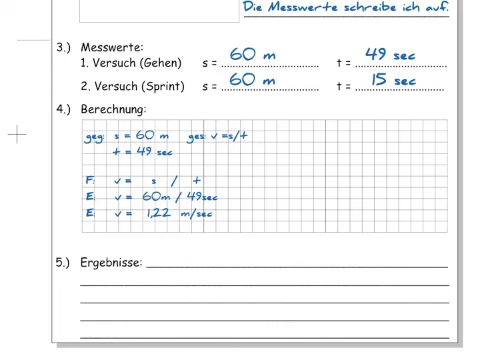 Die Messwerte schreibe ich auf.
3.) Messwerte:
1. Versuch (Gehen) s = 60 m t = 49 sec
2. Versuch (Sprint) s = 60 m t = 15 sec
4.) Berechnung:
geg: s = 60 m ges: v = s/t
t = 49 sec
F: v = s / t
E: v = 60m / 49sec
E: v = 1,22 m/sec
5.) Ergebnisse: